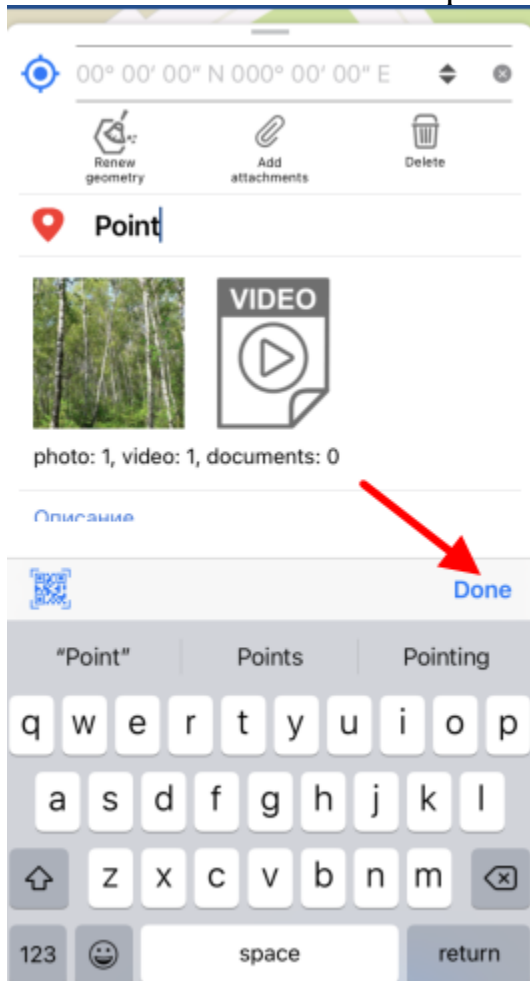 00° 00′ 00″ N 000° 00′ 00″ E
Renew geometry
Add attachments
Delete
Point
VIDEO
photo: 1, video: 1, documents: 0
Описание
Done
“Point” Points Pointing
q w e r t y u i o p
a s d f g h j k l
z x c v b n m
123 space return